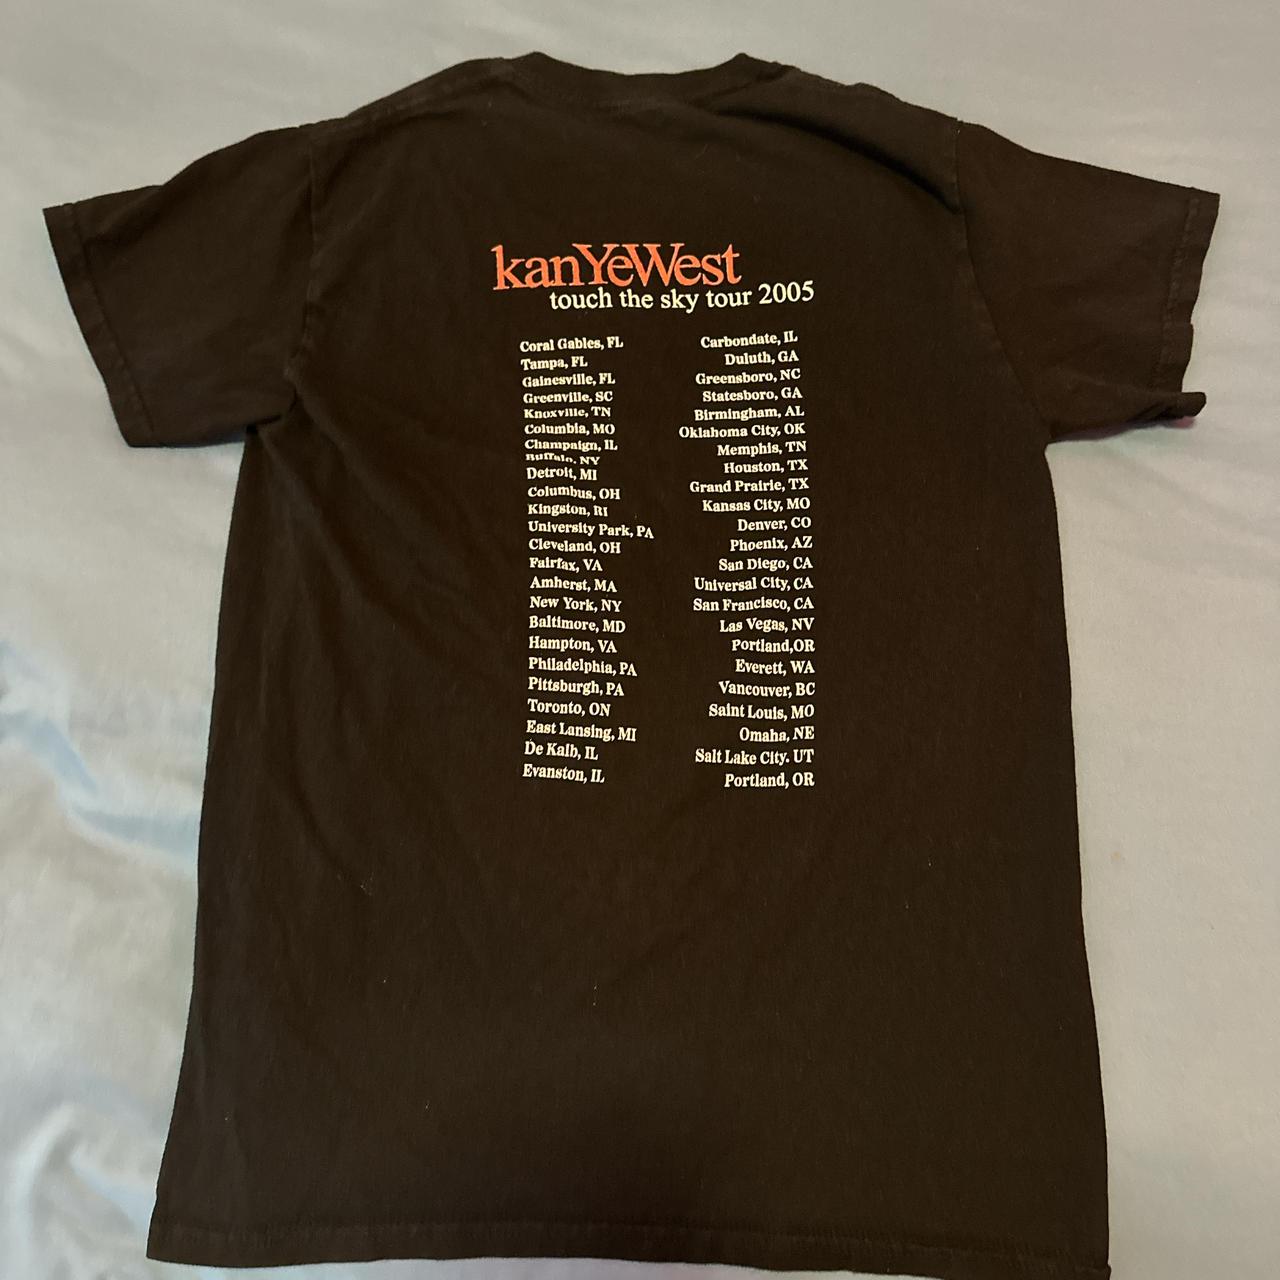 kanYeWest
touch the sky tour 2005
Coral Gables, FL
Tampa, FL
Gainesville, FL
Greenville, SC
Knoxville, TN
Columbia, MO
Champaign, IL
Buffalo, NY
Detroit, MI
Columbus, OH
Kingston, RI
University Park, PA
Cleveland, OH
Fairfax, VA
Amherst, MA
New York, NY
Baltimore, MD
Hampton, VA
Philadelphia, PA
Pittsburgh, PA
Toronto, ON
East Lansing, MI
De Kalb, IL
Evanston, IL
Carbondate, IL
Duluth, GA
Greensboro, NC
Statesboro, GA
Birmingham, AL
Oklahoma City, OK
Memphis, TN
Houston, TX
Grand Prairie, TX
Kansas City, MO
Denver, CO
Phoenix, AZ
San Diego, CA
Universal City, CA
San Francisco, CA
Las Vegas, NV
Portland,OR
Everett, WA
Vancouver, BC
Saint Louis, MO
Omaha, NE
Salt Lake City. UT
Portland, OR